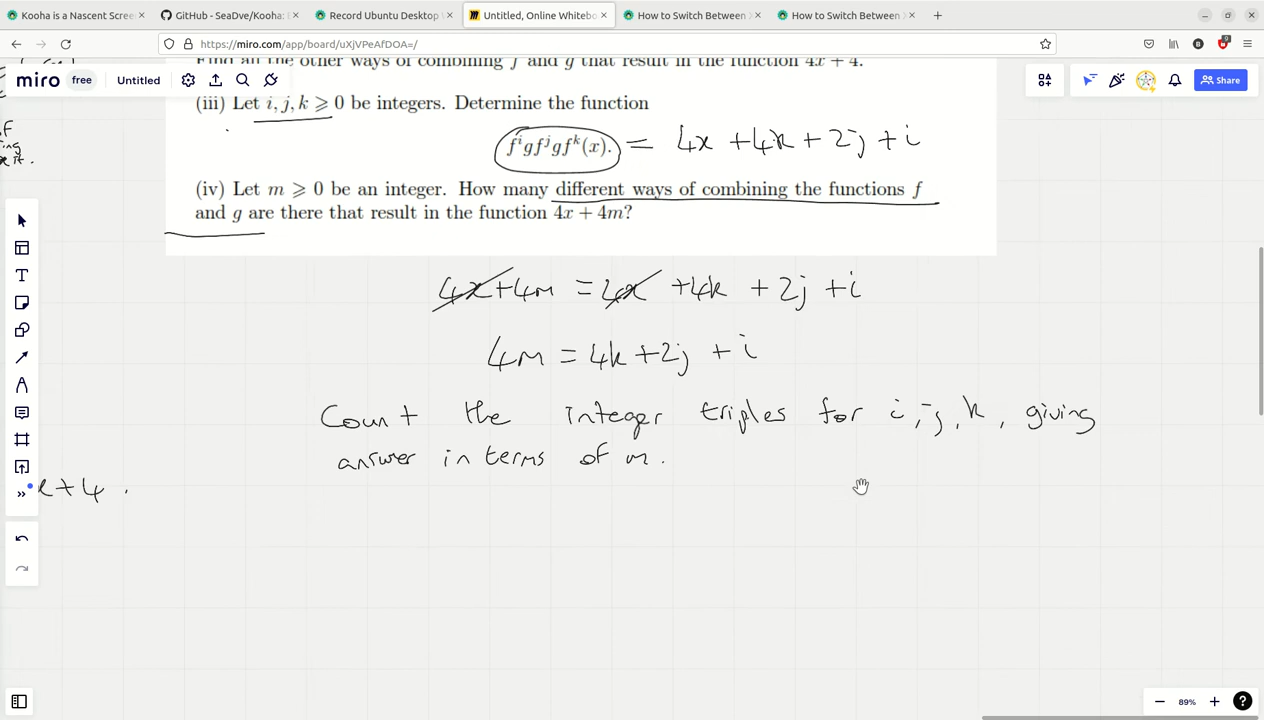 Kooha is a Nascent Scree
GitHub - SeaDve/Kooha: E
Record Ubuntu Desktop
Untitled, Online Whitebo
How to Switch Between
How to Switch Between
https://miro.com/app/board/uXjVPeAfDOA=/
miro free Untitled
Share
Find all the other ways of combining f and g that result in the function 4x + 4.
(iii) Let i, j, k ⩾ 0 be integers. Determine the function
fⁱgfʲgfᵏ(x). = 4x + 4k + 2j + i
(iv) Let m ⩾ 0 be an integer. How many different ways of combining the functions f
and g are there that result in the function 4x + 4m?
4x + 4m = 4x + 4k + 2j + i
4m = 4k + 2j + i
Count the integer triples for i, j, k, giving
answer in terms of m.
x + 4.
89%